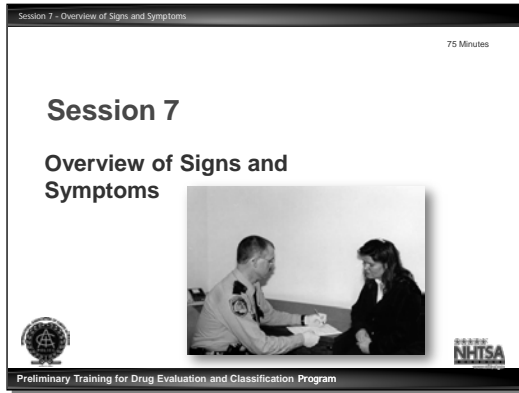 Session 7 - Overview of Signs and Symptoms
75 Minutes
Session 7
Overview of Signs and
Symptoms
NHTSA
Preliminary Training for Drug Evaluation and Classification Program